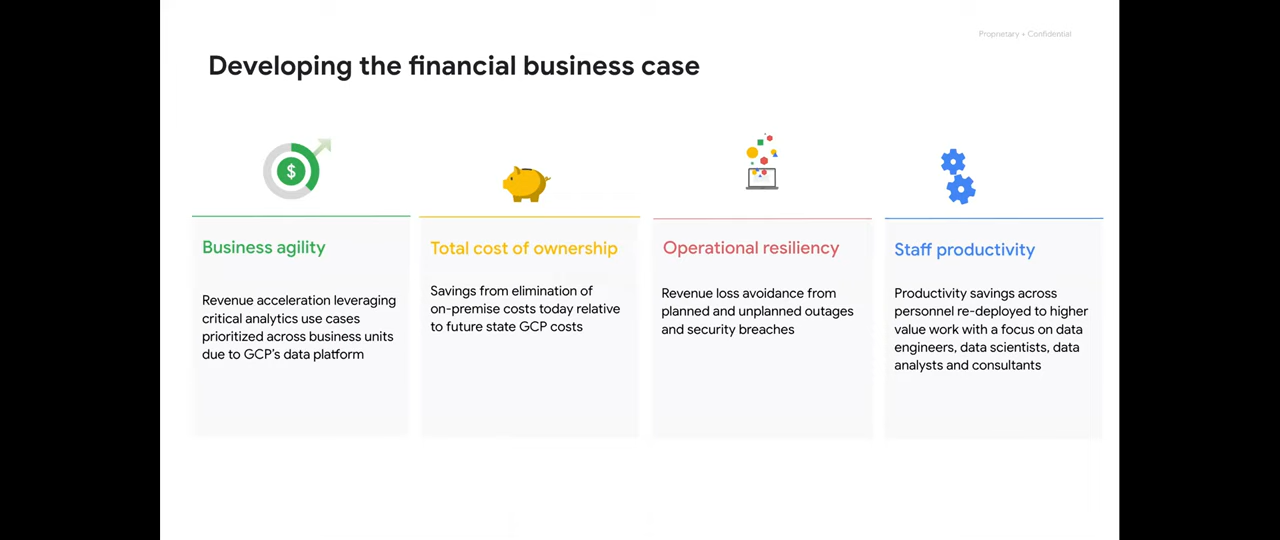 Proprietary + Confidential
Developing the financial business case
$
Business agility
Revenue acceleration leveraging
critical analytics use cases
prioritized across business units
due to GCP's data platform
Total cost of ownership
Savings from elimination of
on-premise costs today relative
to future state GCP costs
Operational resiliency
Revenue loss avoidance from
planned and unplanned outages
and security breaches
Staff productivity
Productivity savings across
personnel re-deployed to higher
value work with a focus on data
engineers, data scientists, data
analysts and consultants